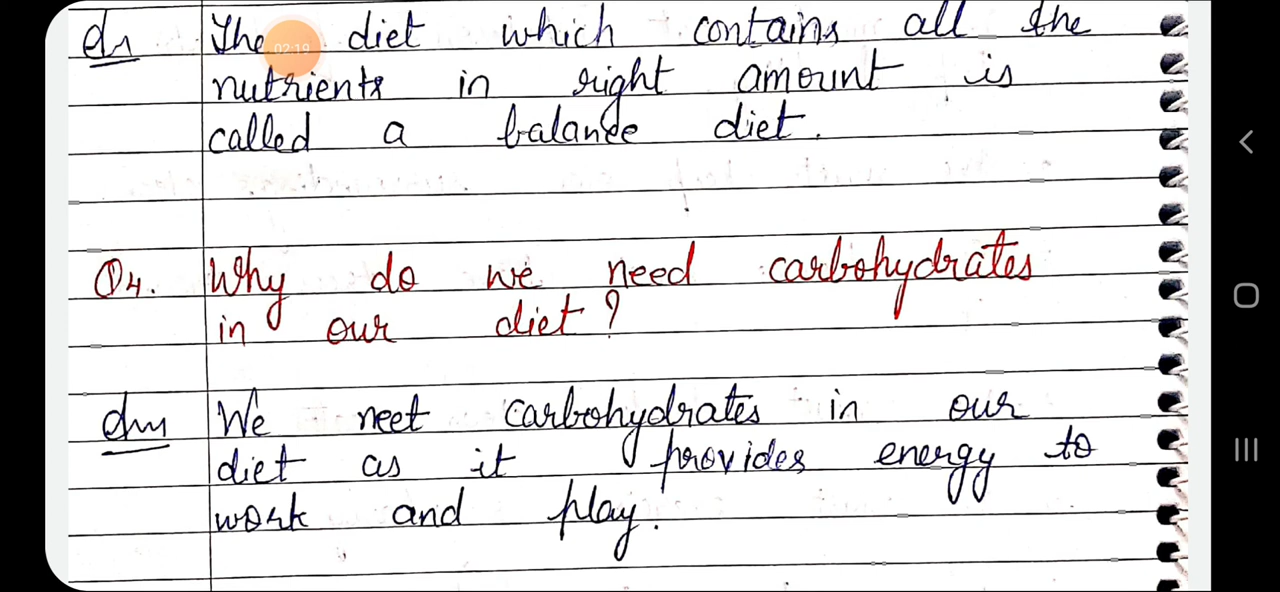 Ans The 02:19 diet which contains all the
nutrients in right amount is
called a balance diet.
Q4. Why do we need carbohydrates
in our diet?
Ans We neet carbohydrates in our
diet as it provides energy to
work and play.